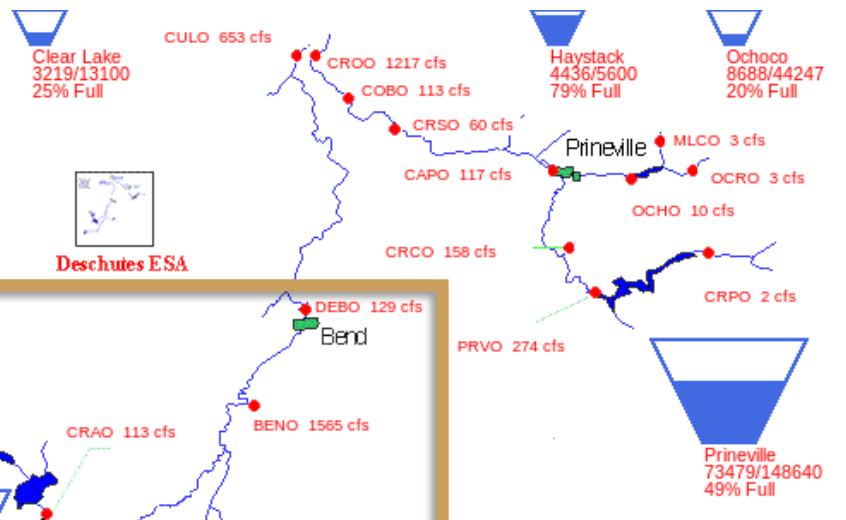 CULO 653 cfs
Clear Lake
3219/13100
25% Full
CROO 1217 cfs
Haystack
4436/5600
79% Full
Ochoco
8688/44247
20% Full
COBO 113 cfs
CRSO 60 cfs
Prineville
MLCO 3 cfs
CAPO 117 cfs
OCRO 3 cfs
OCHO 10 cfs
CRCO 158 cfs
Deschutes ESA
CRPO 2 cfs
DEBO 129 cfs
Bend
PRVO 274 cfs
BENO 1565 cfs
CRAO 113 cfs
Prineville
73479/148640
49% Full